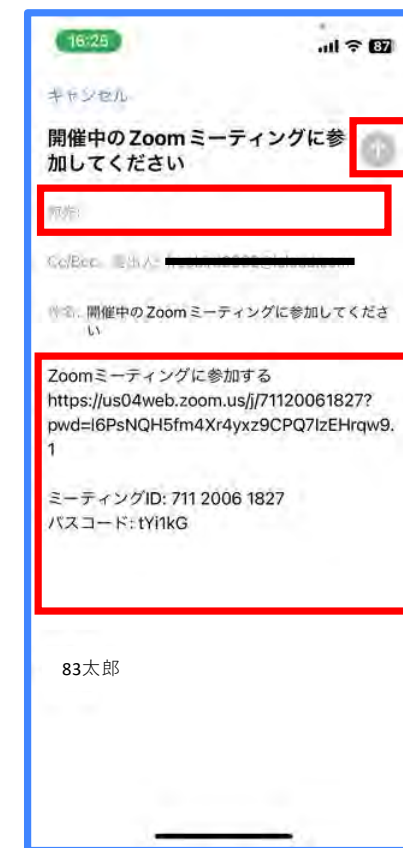 16:25
87
キャンセル
開催中のZoomミーティングに参
加してください
宛先:
Cc/Bcc、差出人:
件名: 開催中のZoomミーティングに参加してくださ
い
Zoomミーティングに参加する
https://us04web.zoom.us/j/71120061827?
pwd=I6PsNQH5fm4Xr4yxz9CPQ7IzEHrqw9.
1
ミーティングID: 711 2006 1827
パスコード: tYi1kG
83太郎